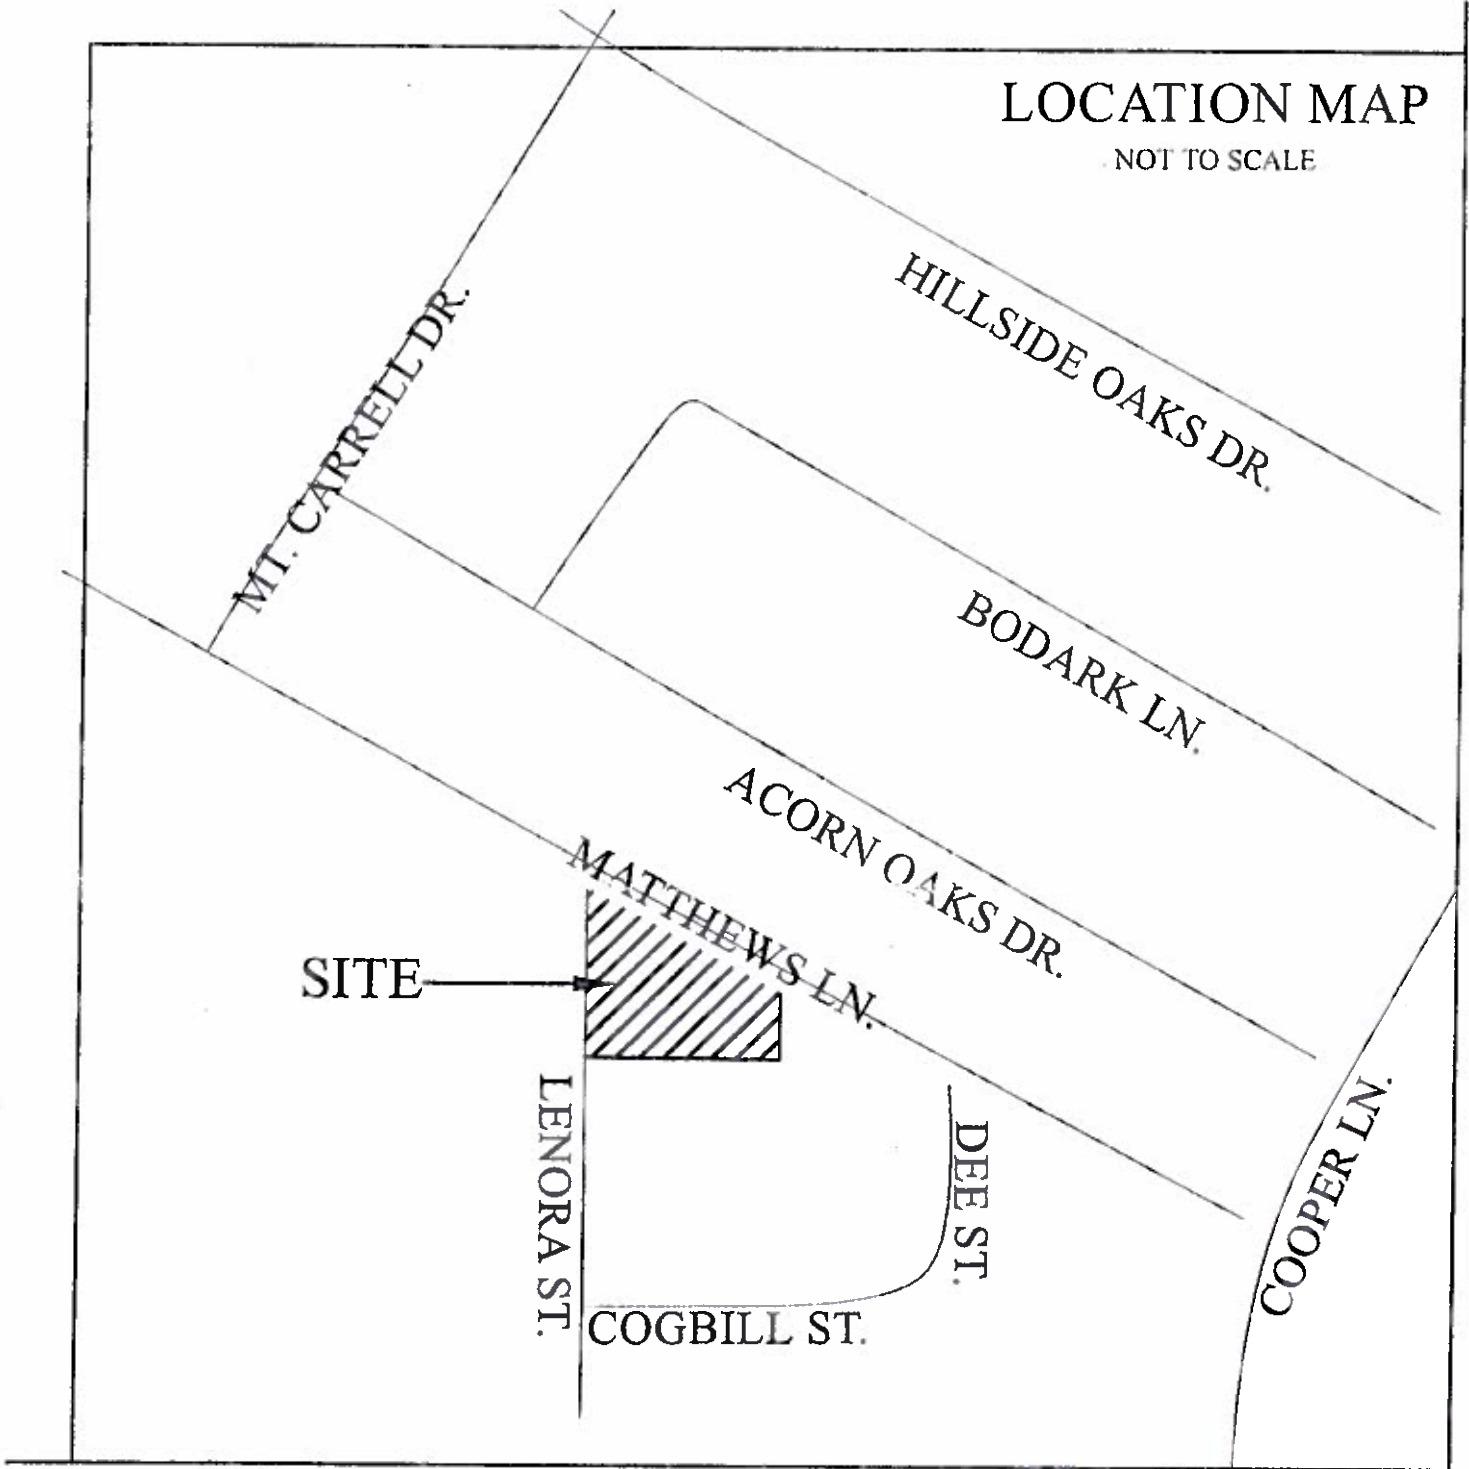 LOCATION MAP
NOT TO SCALE
HILLSIDE OAKS DR.
MT. CARRELL DR.
BODARK LN.
ACORN OAKS DR.
MATTHEWS LN.
SITE
LENORA ST.
DEE ST.
COOPER LN.
COGBILL ST.